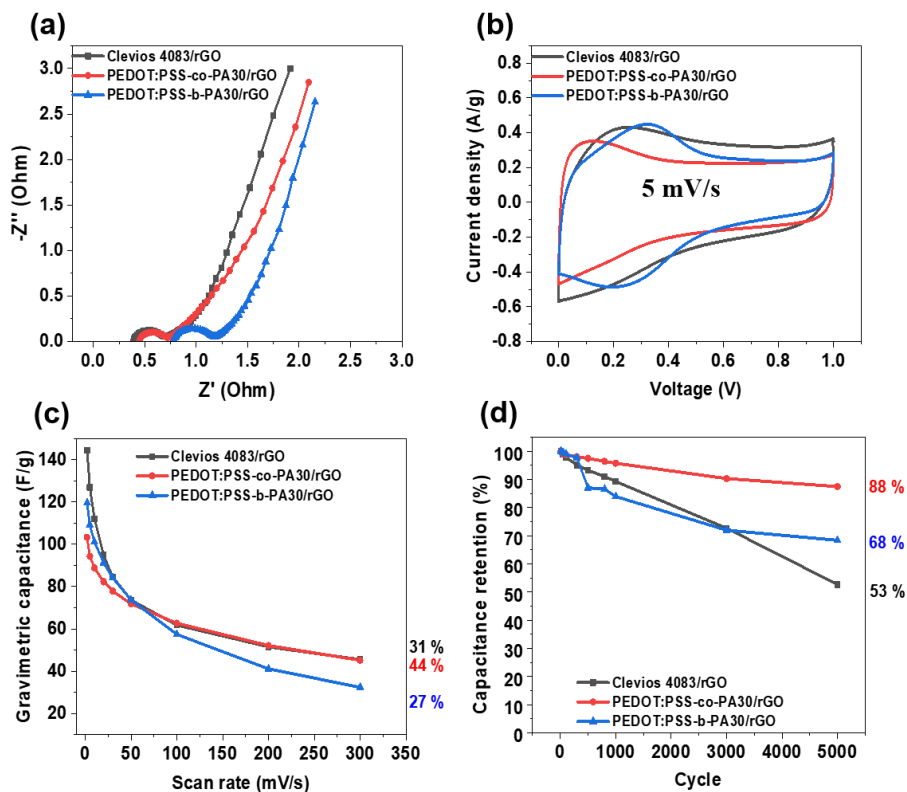 (a)
Clevios 4083/rGO
PEDOT:PSS-co-PA30/rGO
PEDOT:PSS-b-PA30/rGO
3.0
2.5
2.0
1.5
1.0
0.5
0.0
-Z'' (Ohm)
0.0 0.5 1.0 1.5 2.0 2.5 3.0
Z' (Ohm)
(b)
Clevios 4083/rGO
PEDOT:PSS-co-PA30/rGO
PEDOT:PSS-b-PA30/rGO
5 mV/s
0.8
0.6
0.4
0.2
0.0
-0.2
-0.4
-0.6
-0.8
Current density (A/g)
0.0 0.2 0.4 0.6 0.8 1.0
Voltage (V)
(c)
Clevios 4083/rGO
PEDOT:PSS-co-PA30/rGO
PEDOT:PSS-b-PA30/rGO
140
120
100
80
60
40
20
Gravimetric capacitance (F/g)
31 %
44 %
27 %
0 50 100 150 200 250 300 350
Scan rate (mV/s)
(d)
100
90
80
70
60
50
40
30
20
10
0
Capacitance retention (%)
88 %
68 %
53 %
Clevios 4083/rGO
PEDOT:PSS-co-PA30/rGO
PEDOT:PSS-b-PA30/rGO
0 1000 2000 3000 4000 5000
Cycle